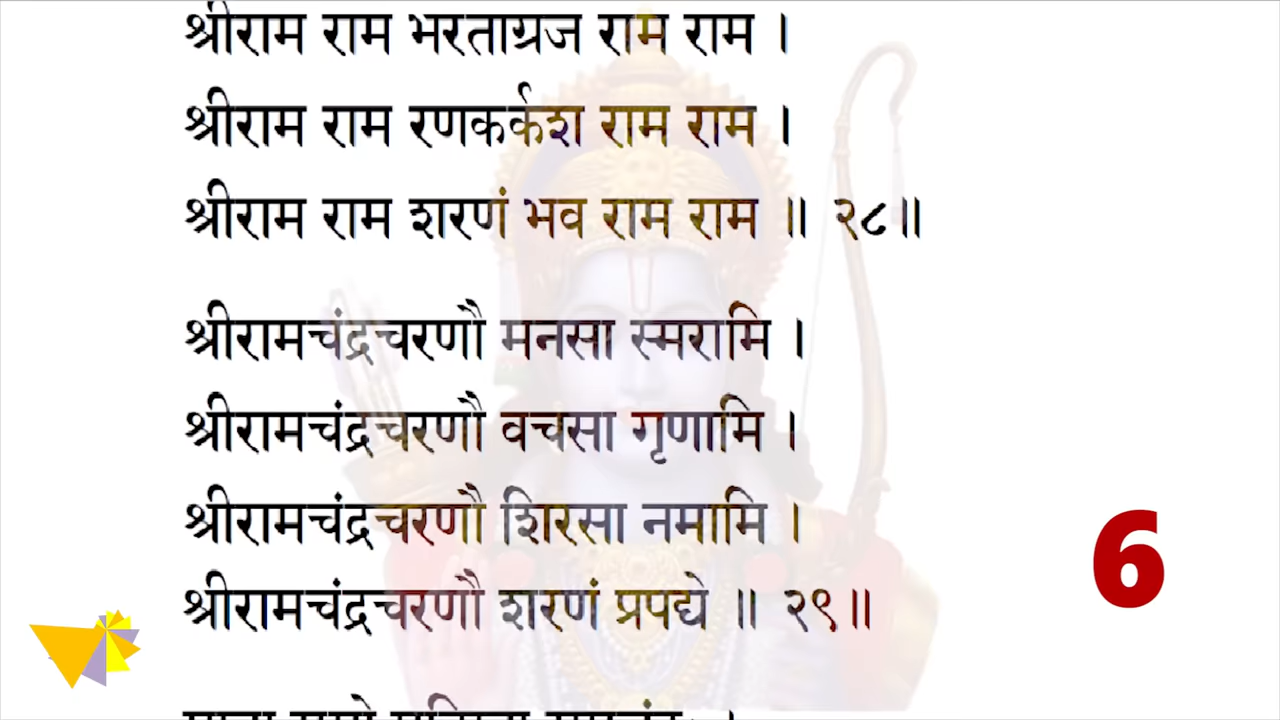 श्रीराम राम भरताग्रज राम राम ।
श्रीराम राम रणकर्कश राम राम ।
श्रीराम राम शरणं भव राम राम ॥ २८॥
श्रीरामचंद्रचरणौ मनसा स्मरामि ।
श्रीरामचंद्रचरणौ वचसा गृणामि ।
श्रीरामचंद्रचरणौ शिरसा नमामि ।
श्रीरामचंद्रचरणौ शरणं प्रपद्ये ॥ २९॥
6